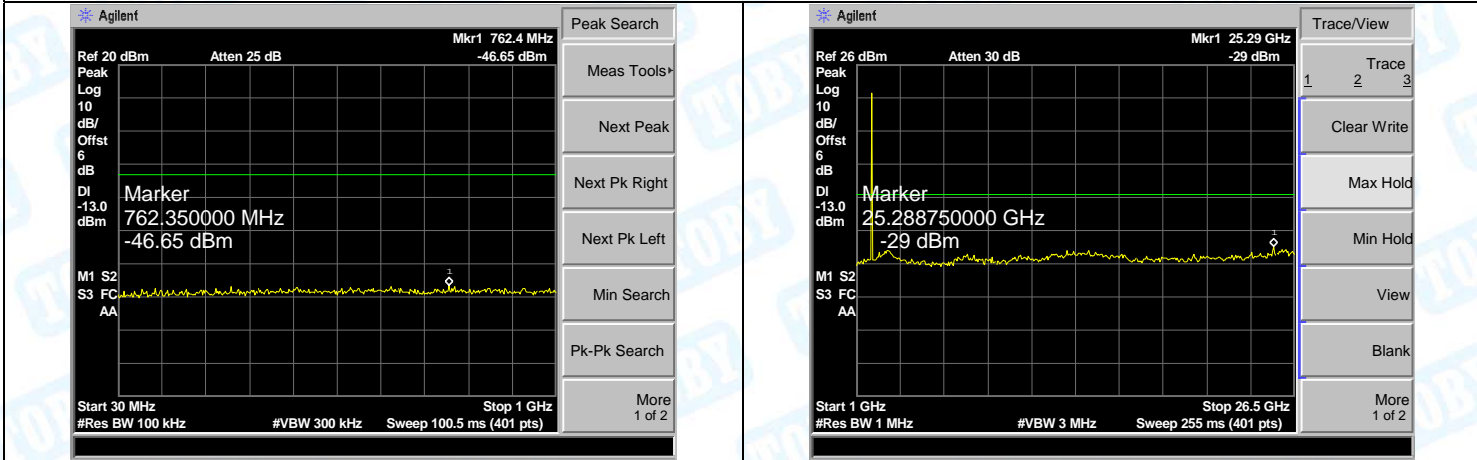 Agilent
Peak Search
Mkr1 762.4 MHz
Ref 20 dBm Atten 25 dB -46.65 dBm
Peak
Log
10
dB/
Offst
6
dB
DI
-13.0
dBm
Marker
762.350000 MHz
-46.65 dBm
1
M1 S2
S3 FC
AA
Start 30 MHz Stop 1 GHz
#Res BW 100 kHz #VBW 300 kHz Sweep 100.5 ms (401 pts)
Meas Tools
Next Peak
Next Pk Right
Next Pk Left
Min Search
Pk-Pk Search
More
1 of 2
Agilent
Trace/View
Mkr1 25.29 GHz
Ref 26 dBm Atten 30 dB -29 dBm
Peak
Log
10
dB/
Offst
6
dB
DI
-13.0
dBm
Marker
25.288750000 GHz
-29 dBm
1
M1 S2
S3 FC
AA
Start 1 GHz Stop 26.5 GHz
#Res BW 1 MHz #VBW 3 MHz Sweep 255 ms (401 pts)
Trace
1 2 3
Clear Write
Max Hold
Min Hold
View
Blank
More
1 of 2
TOBY